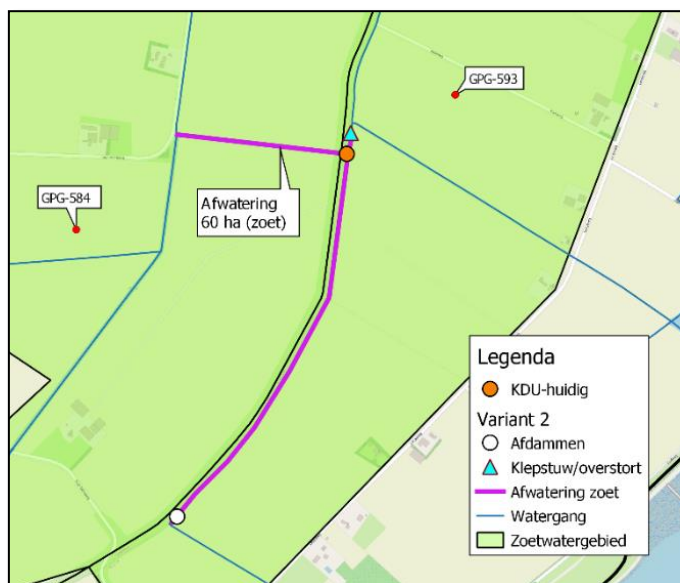 GPG-593
GPG-584
Afwatering
60 ha (zoet)
Legenda
KDU-huidig
Variant 2
Afdammen
Klepstuw/overstort
Afwatering zoet
Watergang
Zoetwatergebied